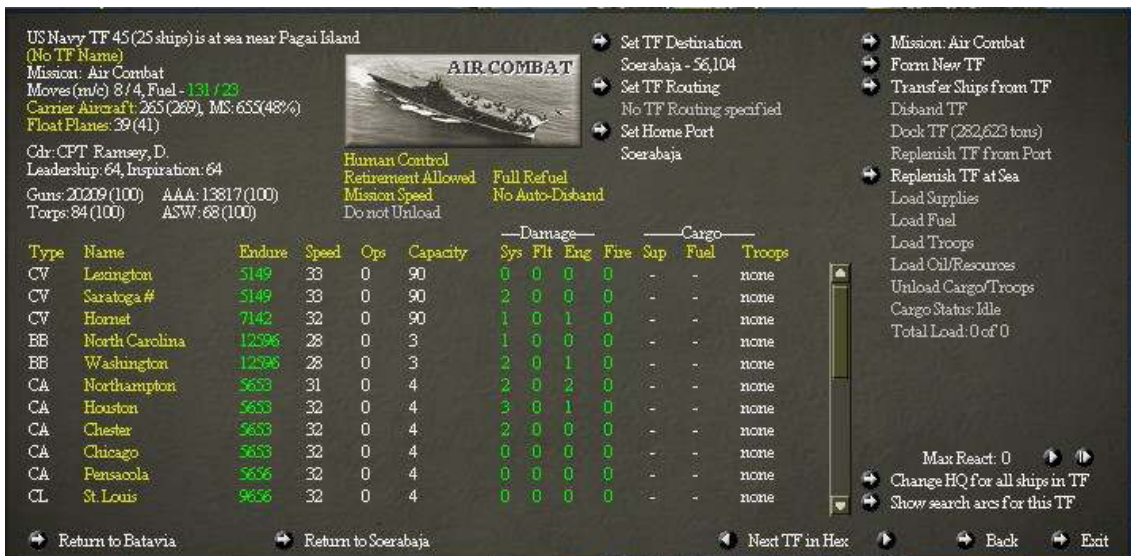 US Navy TF 45 (25 ships) is at sea near Pagai Island
(No TF Name)
Mission: Air Combat
Moves (m/c) 8 / 4, Fuel - 131 / 23
Carrier Aircraft: 265 (269), MS: 655 (48%)
Float Planes: 39 (41)
Cdr: CPT Ramsey, D.
Leadership: 64, Inspiration: 64
Guns: 20209 (100) AAA: 13817 (100)
Torps: 84 (100) ASW: 68 (100)
AIR COMBAT
Human Control
Retirement Allowed Full Refuel
Mission Speed No Auto-Disband
Do not Unload
Set TF Destination
Soerabaja - 56,104
Set TF Routing
No TF Routing specified
Set Home Port
Soerabaja
Mission: Air Combat
Form New TF
Transfer Ships from TF
Disband TF
Dock TF (282,623 tons)
Replenish TF from Port
Replenish TF at Sea
Load Supplies
Load Fuel
Load Troops
Load Oil/Resources
Unload Cargo/Troops
Cargo Status: Idle
Total Load: 0 of 0
Damage Cargo
Type Name Endure Speed Ops Capacity Sys Flt Eng Fire Sup Fuel Troops
CV Lexington 5149 33 0 90 0 0 0 0 - - none
CV Saratoga # 5149 33 0 90 2 0 0 0 - - none
CV Hornet 7142 32 0 90 1 0 1 0 - - none
BB North Carolina 12596 28 0 3 1 0 0 0 - - none
BB Washington 12596 28 0 3 2 0 1 0 - - none
CA Northampton 5653 31 0 4 2 0 2 0 - - none
CA Houston 5653 32 0 4 3 0 1 0 - - none
CA Chester 5653 32 0 4 2 0 0 0 - - none
CA Chicago 5653 32 0 4 0 0 0 0 - - none
CA Pensacola 5656 32 0 4 0 0 0 0 - - none
CL St. Louis 9656 32 0 4 0 0 0 0 - - none
Max React: 0
Change HQ for all ships in TF
Show search arcs for this TF
Return to Batavia Return to Soerabaja Next TF in Hex Back Exit